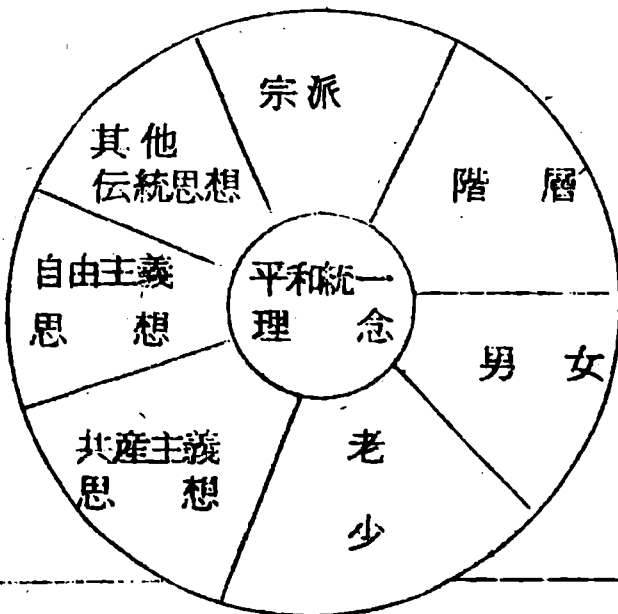 宗派
階 層
男 女
老
少
共産主義
思 想
自由主義
思 想
其他
伝統思想
平和統一
理 念